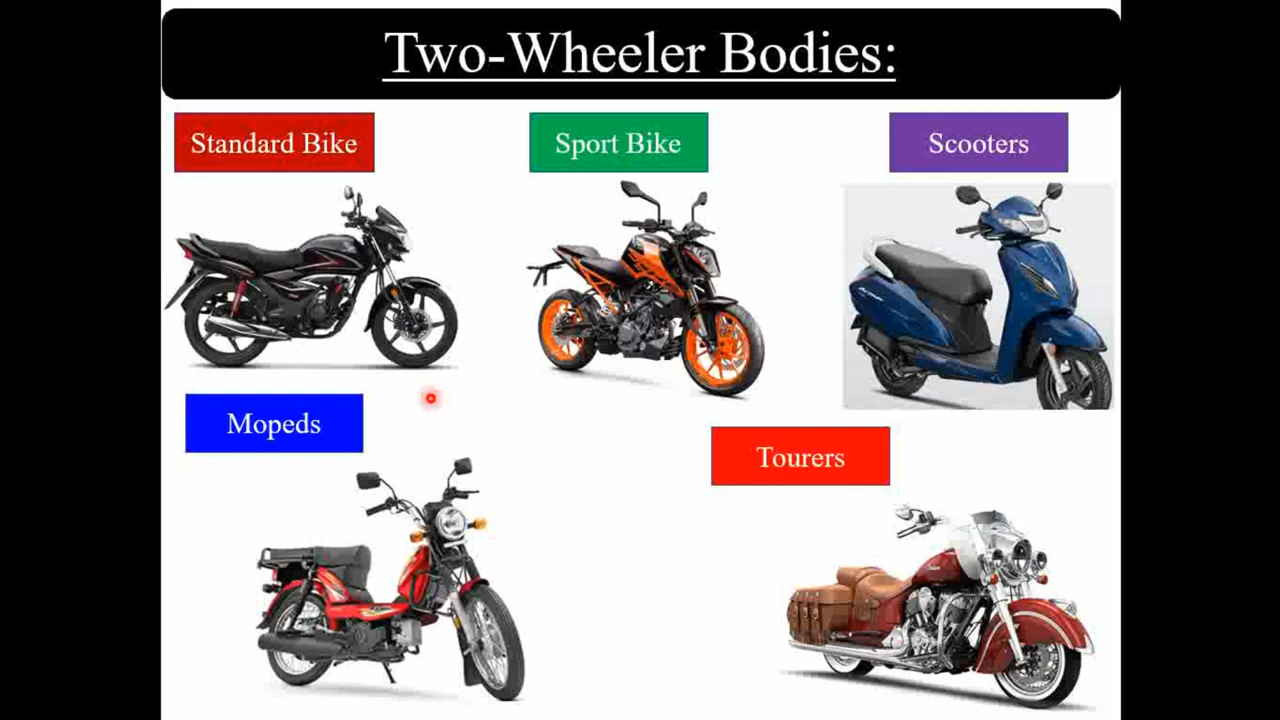 Two-Wheeler Bodies:
Standard Bike
Sport Bike
Scooters
Mopeds
Tourers